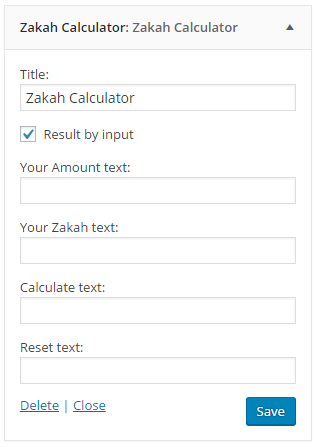 Zakah Calculator: Zakah Calculator
Title:
Zakah Calculator
Result by input
Your Amount text:
Your Zakah text:
Calculate text:
Reset text:
Delete | Close Save